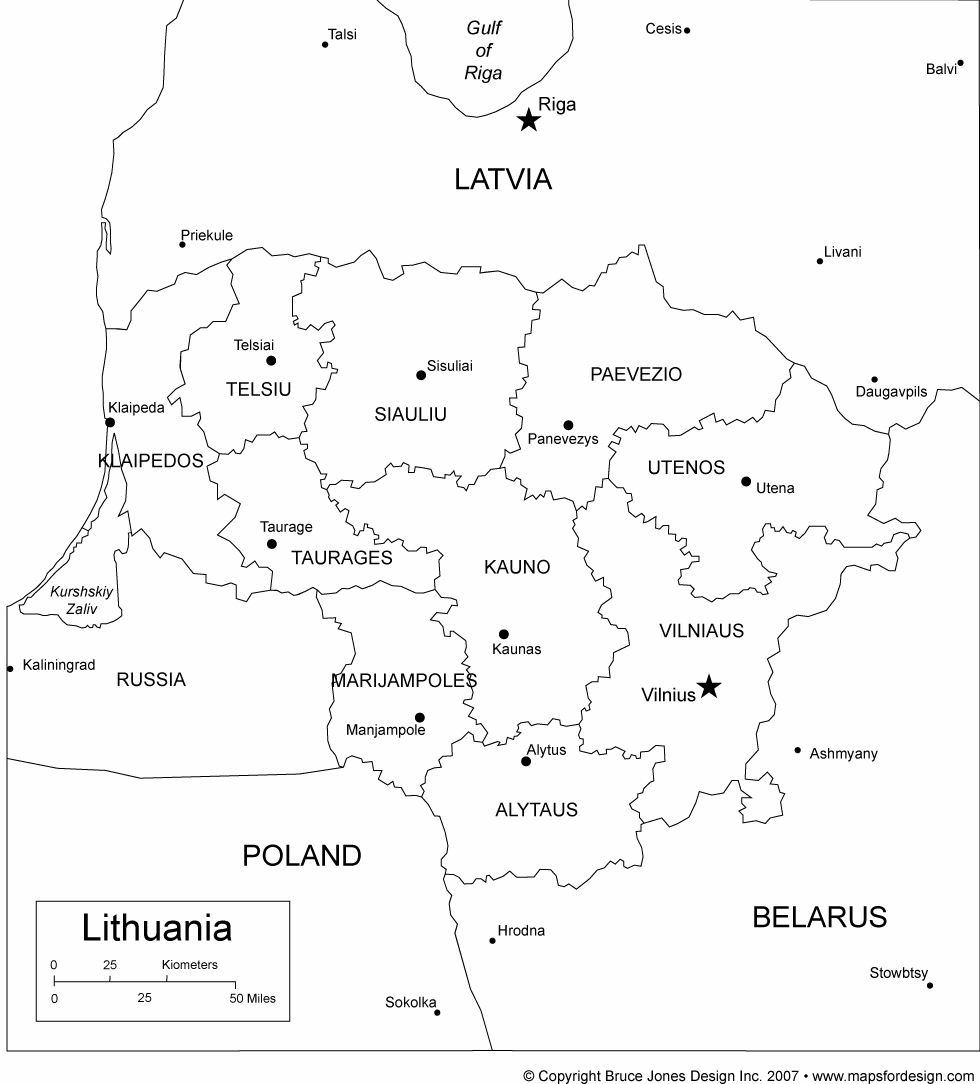 Talsi
Gulf
of
Riga
Cesis
Balvi
Riga
LATVIA
Priekule
Livani
Telsiai
TELSIU
Sisuliai
SIAULIU
PAEVEZIO
Daugavpils
Klaipeda
Panevezys
KLAIPEDOS
UTENOS
Utena
Taurage
TAURAGES
KAUNO
Kurshskiy
Zaliv
VILNIAUS
Kaunas
Kaliningrad
RUSSIA
MARIJAMPOLES
Vilnius
Manjampole
Alytus
Ashmyany
ALYTAUS
POLAND
BELARUS
Lithuania
0 25 Kiometers
0 25 50 Miles
Hrodna
Stowbtsy
Sokolka
© Copyright Bruce Jones Design Inc. 2007 • www.mapsfordesign.com